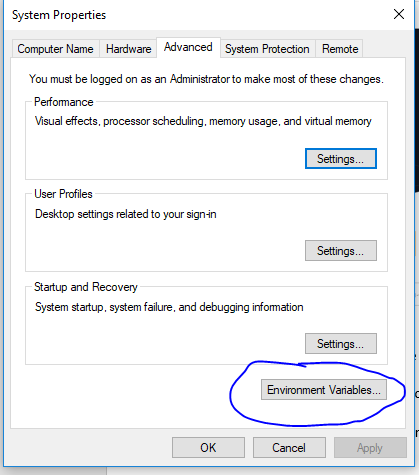 System Properties
Computer Name Hardware Advanced System Protection Remote
You must be logged on as an Administrator to make most of these changes.
Performance
Visual effects, processor scheduling, memory usage, and virtual memory
Settings...
User Profiles
Desktop settings related to your sign-in
Settings...
Startup and Recovery
System startup, system failure, and debugging information
Settings...
Environment Variables...
OK Cancel Apply